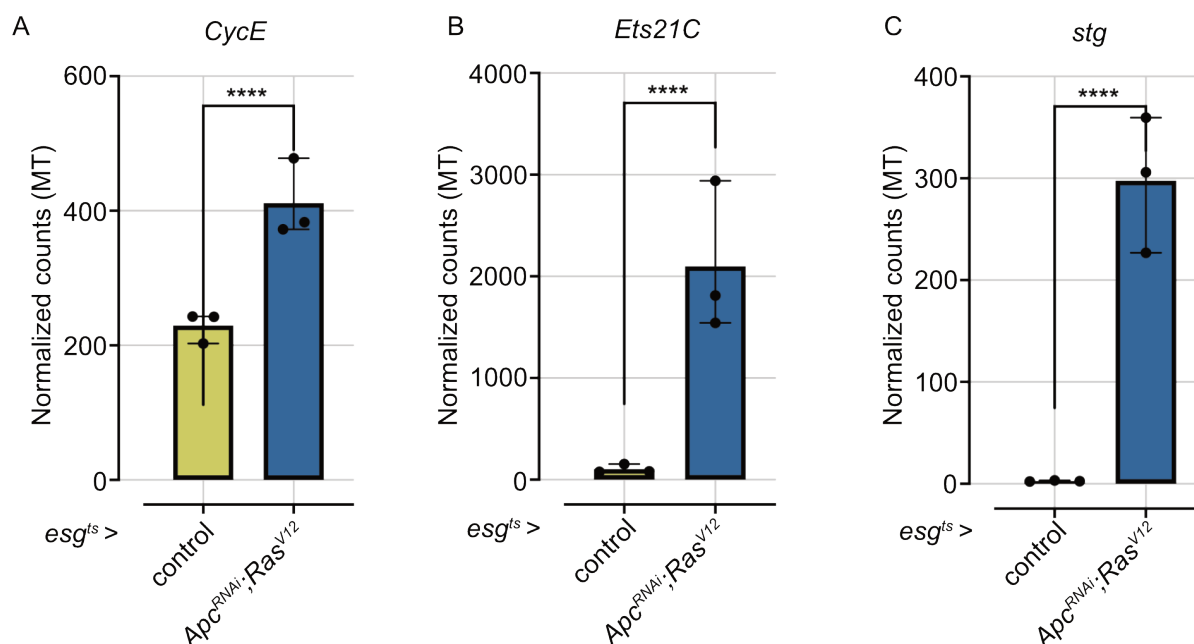 A
CycE
Normalized counts (MT)
600
400
200
0
****
esgᵗˢ >
control
Apcᴿᴺᴬⁱ;Rasⱽ¹²
B
Ets21C
Normalized counts (MT)
4000
3000
2000
1000
0
****
esgᵗˢ >
control
Apcᴿᴺᴬⁱ;Rasⱽ¹²
C
stg
Normalized counts (MT)
400
300
200
100
0
****
esgᵗˢ >
control
Apcᴿᴺᴬⁱ;Rasⱽ¹²